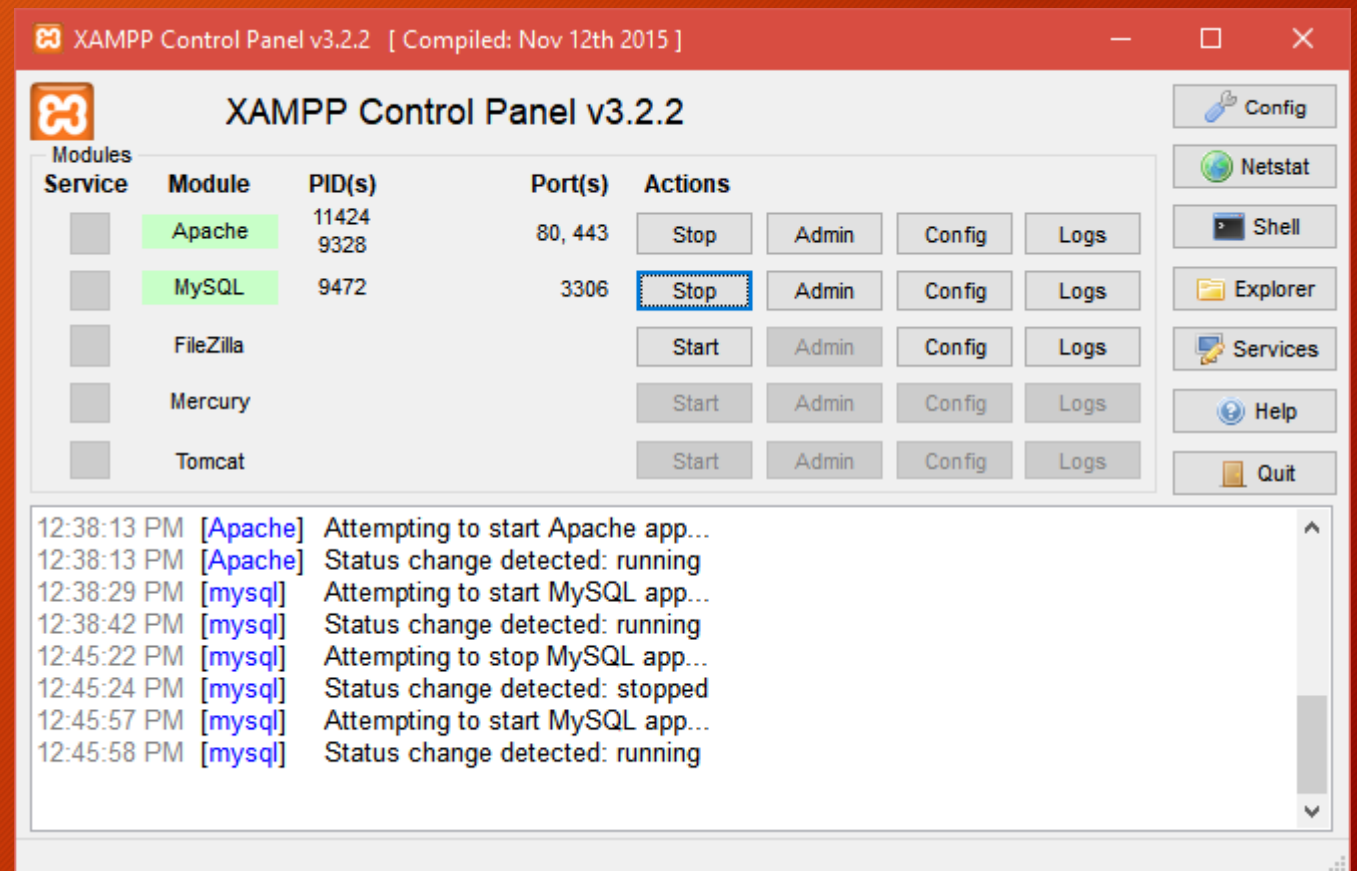 XAMPP Control Panel v3.2.2 [ Compiled: Nov 12th 2015 ]
XAMPP Control Panel v3.2.2
Config
Modules
Netstat
Service Module PID(s) Port(s) Actions
Apache 11424 9328 80, 443 Stop Admin Config Logs
Shell
MySQL 9472 3306 Stop Admin Config Logs
Explorer
FileZilla Start Admin Config Logs
Services
Mercury Start Admin Config Logs
Help
Tomcat Start Admin Config Logs
Quit
12:38:13 PM [Apache] Attempting to start Apache app...
12:38:13 PM [Apache] Status change detected: running
12:38:29 PM [mysql] Attempting to start MySQL app...
12:38:42 PM [mysql] Status change detected: running
12:45:22 PM [mysql] Attempting to stop MySQL app...
12:45:24 PM [mysql] Status change detected: stopped
12:45:57 PM [mysql] Attempting to start MySQL app...
12:45:58 PM [mysql] Status change detected: running